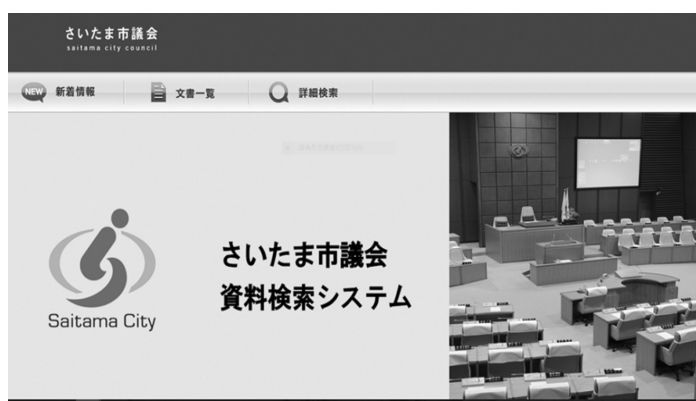 さいたま市議会
saitama city council
NEW 新着情報
文書一覧
詳細検索
さいたま市議会
資料検索システム
Saitama City